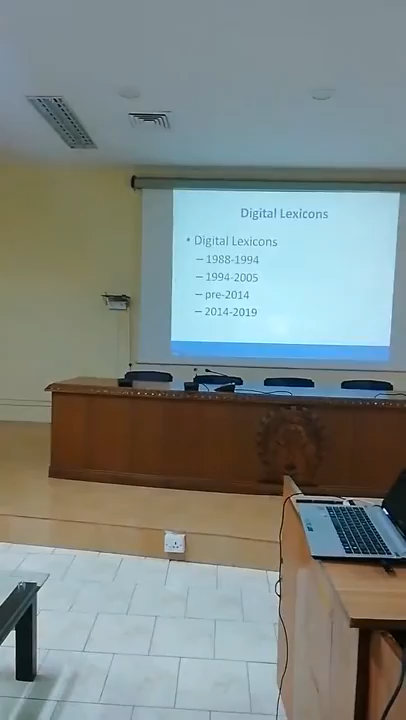 Digital Lexicons
• Digital Lexicons
– 1988-1994
– 1994-2005
– pre-2014
– 2014-2019